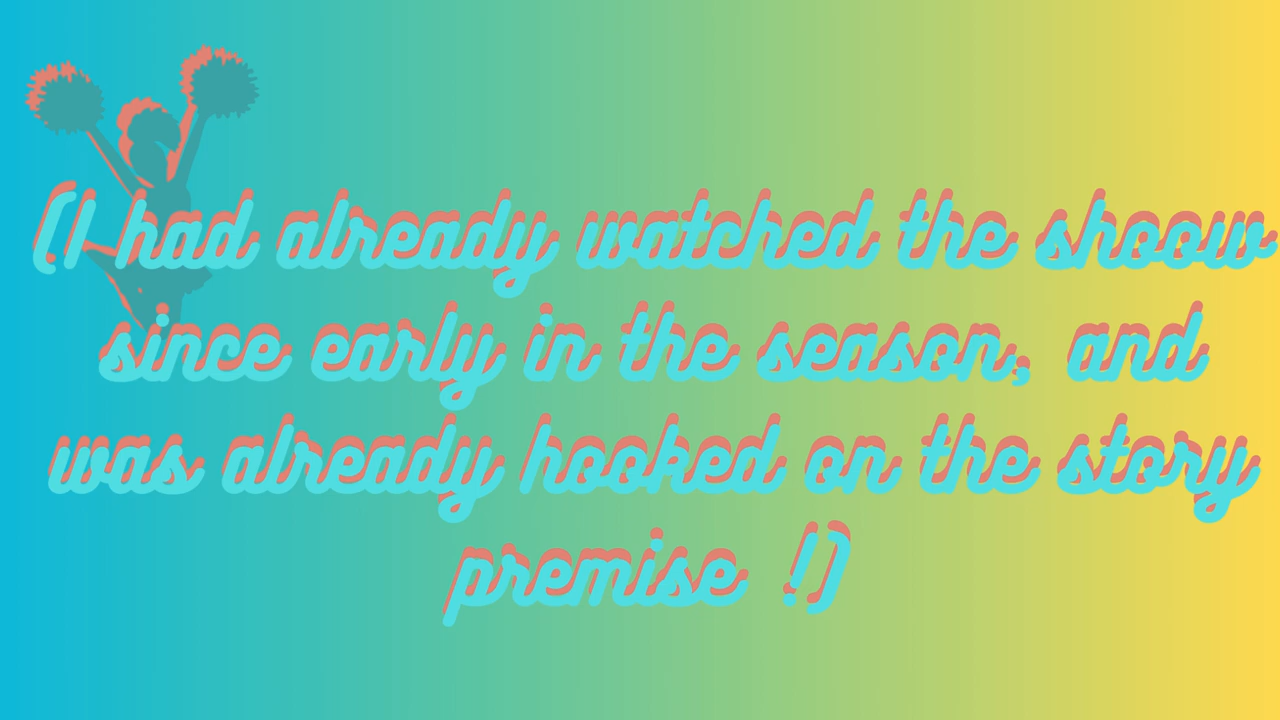 (I had already watched the shoow
since early in the season, and
was already hooked on the story
premise !)